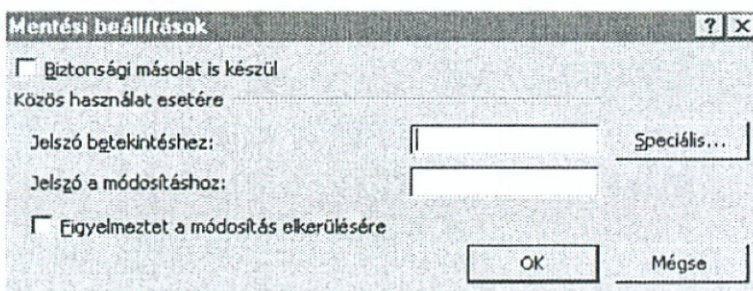 Mentési beállítások
Biztonsági másolat is készül
Közös használat esetére
Jelszó betekintéshez:
Speciális...
Jelszó a módosításhoz:
Figyelmeztet a módosítás elkerülésére
OK Mégse